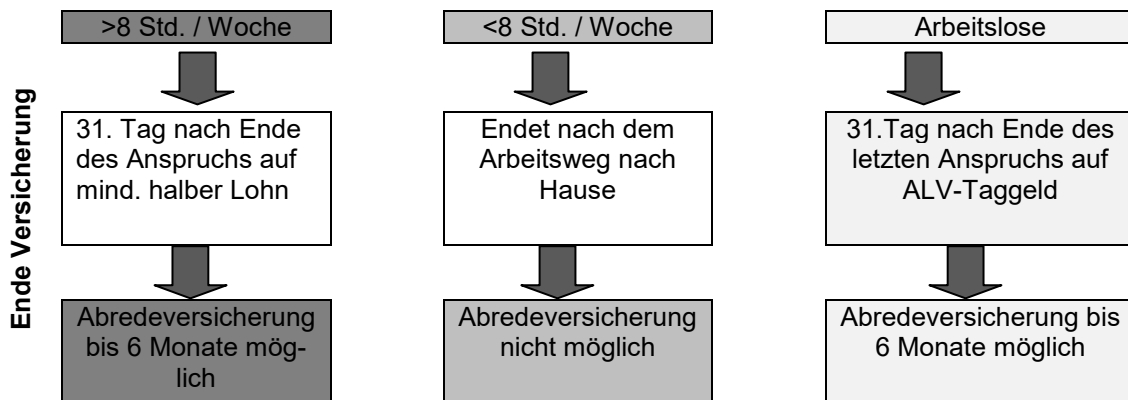 Ende Versicherung
>8 Std. / Woche
31. Tag nach Ende
des Anspruchs auf
mind. halber Lohn
Abredeversicherung
bis 6 Monate mög-
lich
<8 Std. / Woche
Endet nach dem
Arbeitsweg nach
Hause
Abredeversicherung
nicht möglich
Arbeitslose
31.Tag nach Ende des
letzten Anspruchs auf
ALV-Taggeld
Abredeversicherung bis
6 Monate möglich